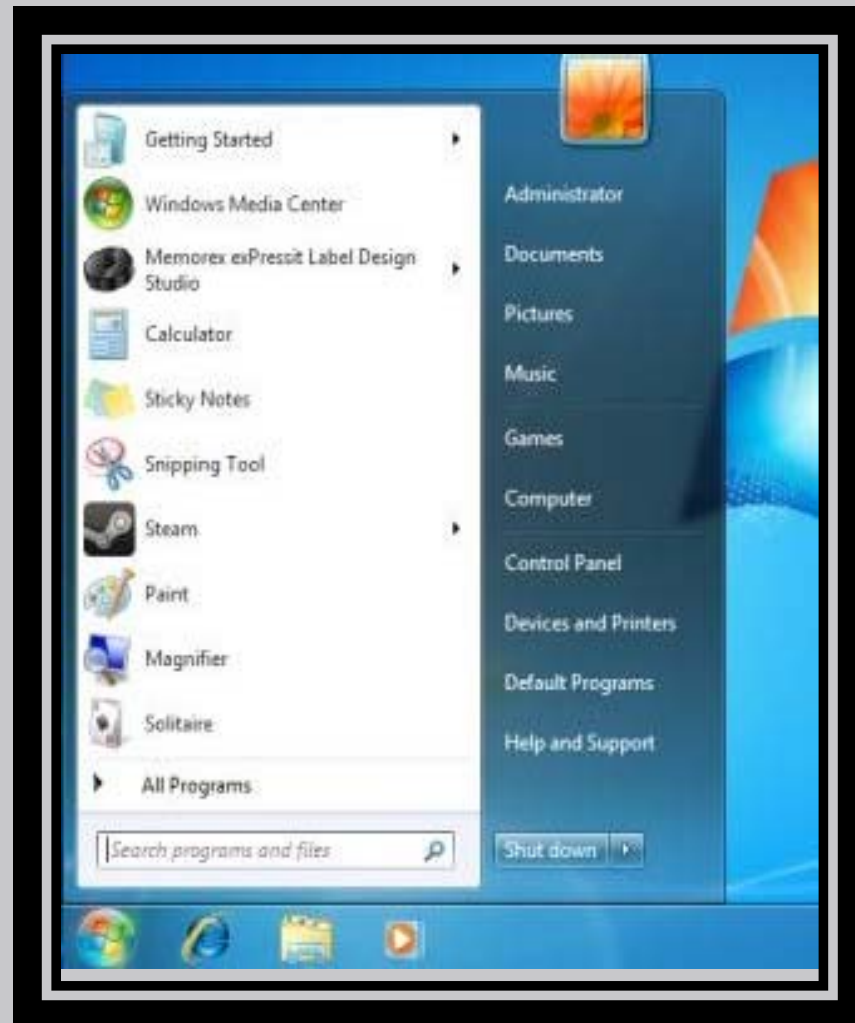 Getting Started
Windows Media Center
Memorex exPressit Label Design
Studio
Calculator
Sticky Notes
Snipping Tool
Steam
Paint
Magnifier
Solitaire
All Programs
Search programs and files
Administrator
Documents
Pictures
Music
Games
Computer
Control Panel
Devices and Printers
Default Programs
Help and Support
Shut down